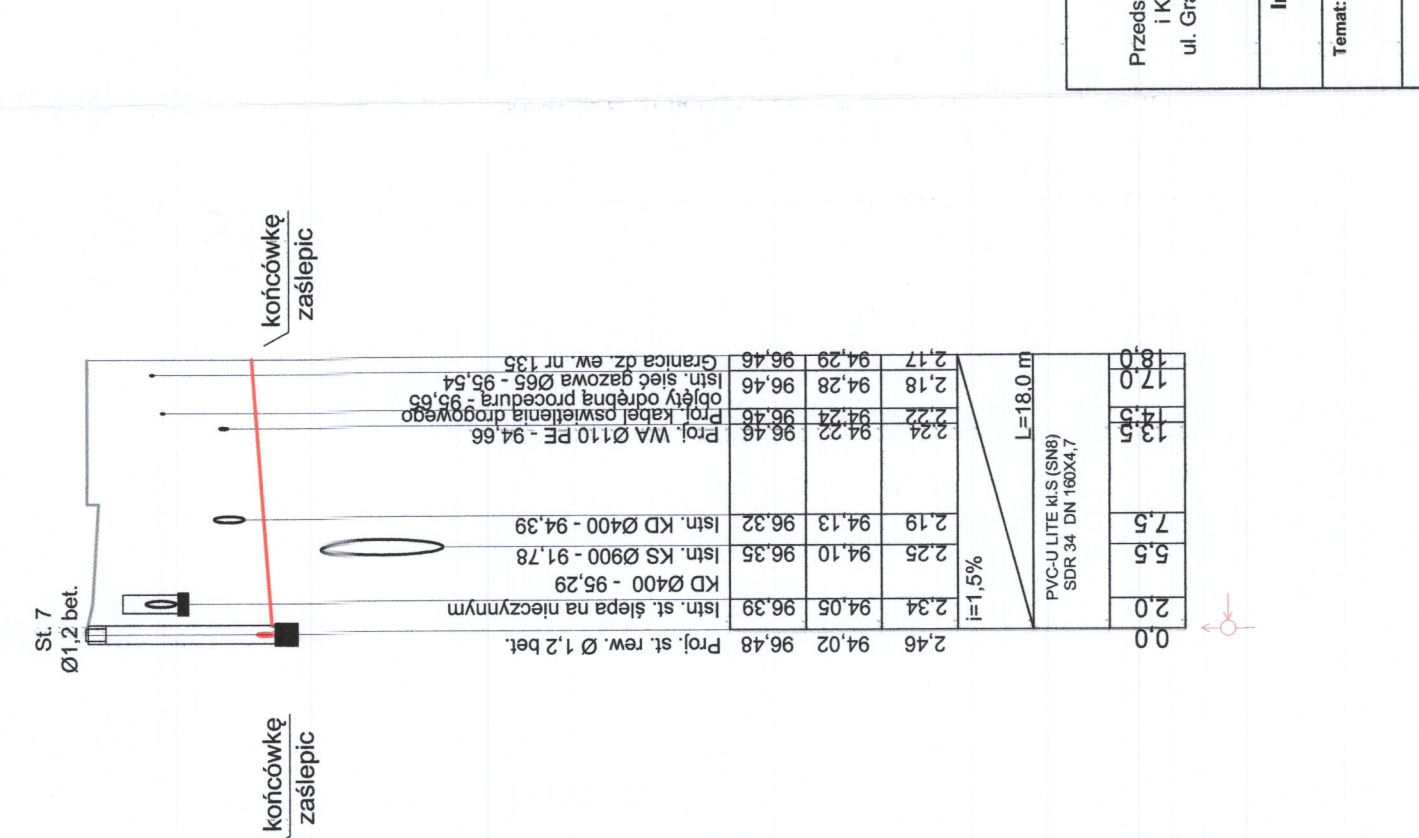 St. 7
Ø1,2 bet.
końcówkę
zaślepic
końcówkę
zaślepic
Proj. st. rew. Ø 1,2 bet.
96,48
94,02
2,46
0,0
Istn. st. ślepa na nieczynnym
KD Ø400 - 95,29
96,39
94,05
2,34
2,0
Istn. KS Ø900 - 91,78
96,35
94,10
2,25
5,5
Istn. KD Ø400 - 94,39
96,32
94,13
2,19
7,5
Proj. WA Ø110 PE - 94,66
96,46
94,22
2,24
13,5
Proj. kabel oswietlenia drogowego
objęty odrębną procedurą - 95,65
96,46
94,24
2,22
14,5
Istn. sieć gazowa Ø65 - 95,54
96,46
94,28
2,18
17,0
Granica dz. ew. nr 135
96,46
94,29
2,17
18,0
i=1,5%
L=18,0 m
PVC-U LITE kl.S (SN8)
SDR 34 DN 160X4,7
Przeds
i K
ul. Gra
Temat: